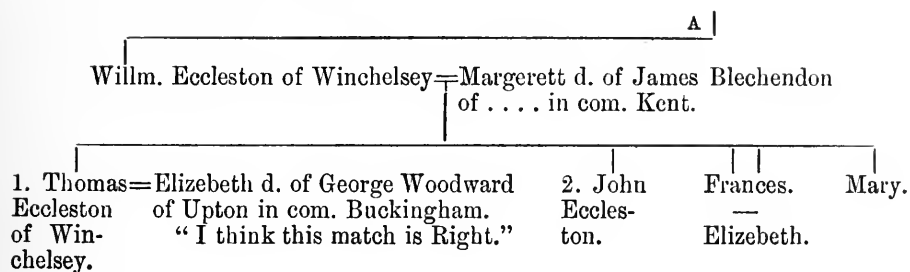 A
Willm. Eccleston of Winchelsey=Margerett d. of James Blechendon
of .... in com. Kent.
1. Thomas=Elizebeth d. of George Woodward
Eccleston of Upton in com. Buckingham.
of Win- "I think this match is Right."
chelsey.
2. John
Eccles-
ton.
Frances.
—
Elizabeth.
Mary.